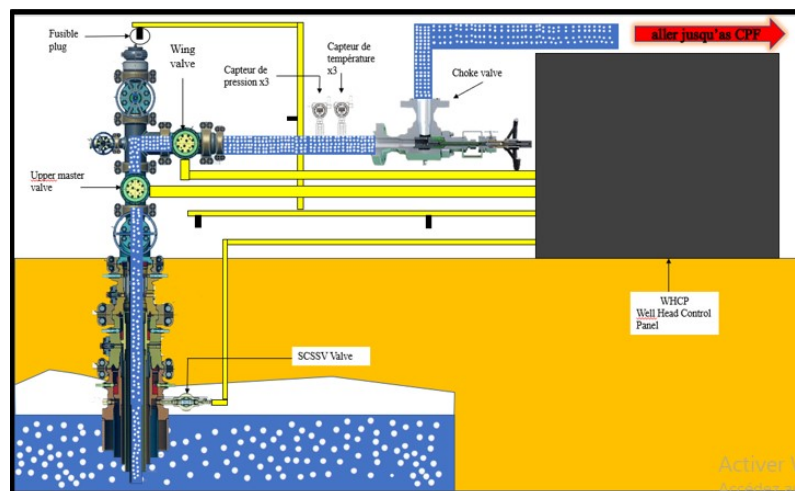 Fusible
plug
Wing
valve
Capteur de
pression x3
Capteur de
température
x3
Choke valve
aller jusqu'as CPF
Upper master
valve
WHCP
Well Head Control
Panel
SCSSV Valve
Activer